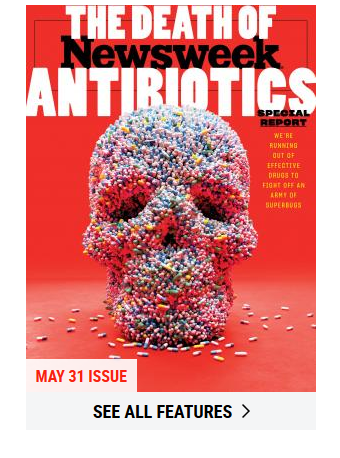 THE DEATH OF
Newsweek
ANTIBIOTICS
SPECIAL
REPORT
WE'RE
RUNNING
OUT OF
EFFECTIVE
DRUGS TO
FIGHT OFF AN
ARMY OF
SUPERBUGS
MAY 31 ISSUE
SEE ALL FEATURES >